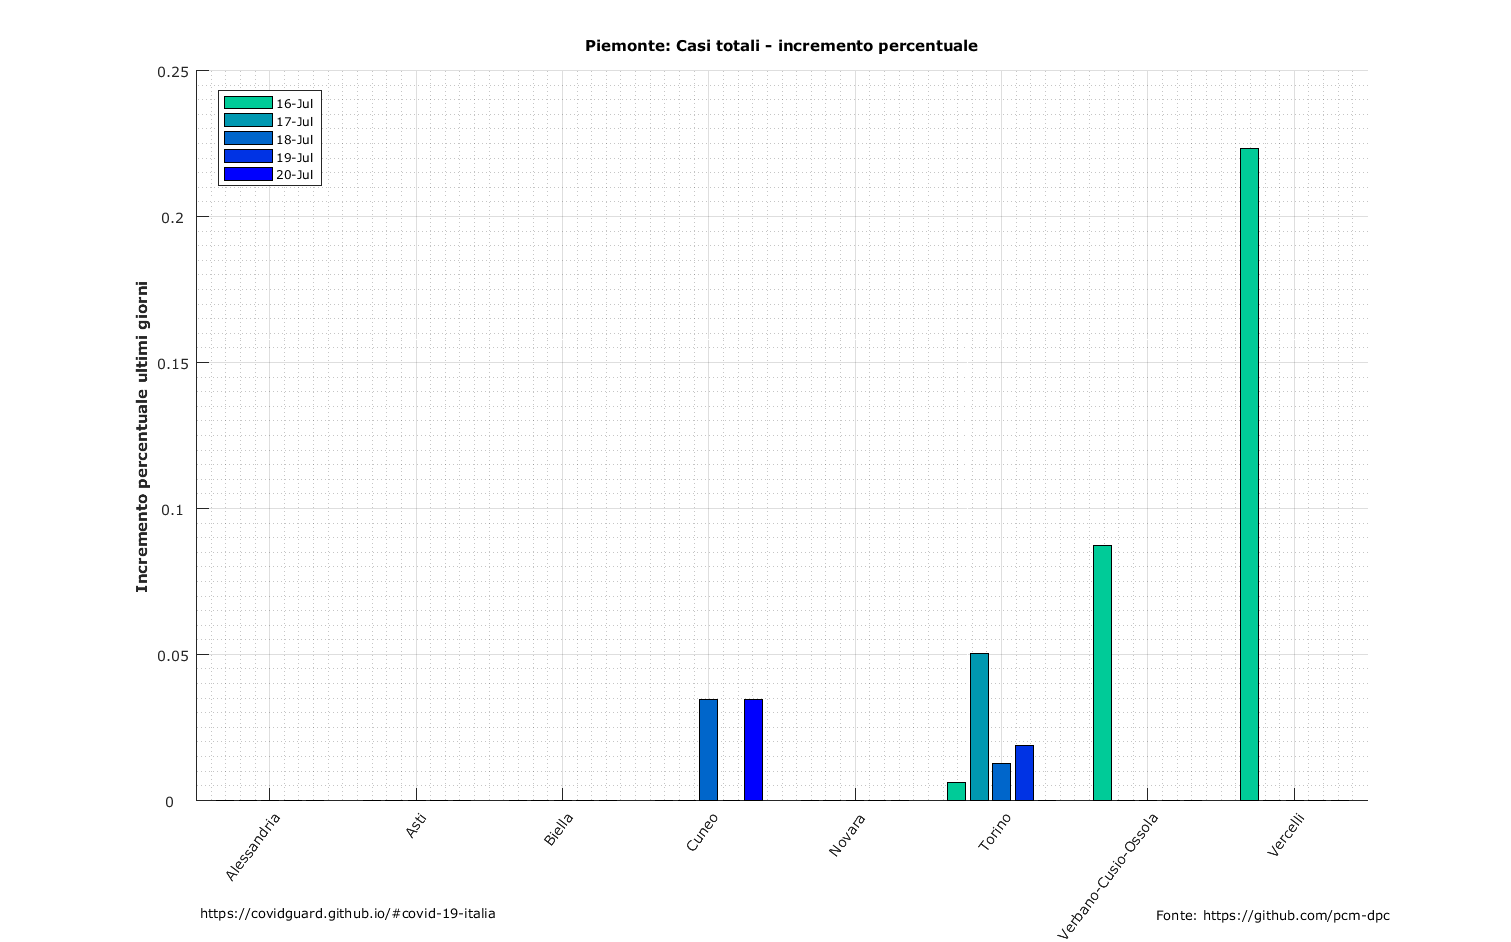 Piemonte: Casi totali - incremento percentuale
0.25
0.2
0.15
0.1
0.05
0
Incremento percentuale ultimi giorni
16-Jul
17-Jul
18-Jul
19-Jul
20-Jul
Alessandria
Asti
Biella
Cuneo
Novara
Torino
Verbano-Cusio-Ossola
Vercelli
https://covidguard.github.io/#covid-19-italia
Fonte: https://github.com/pcm-dpc